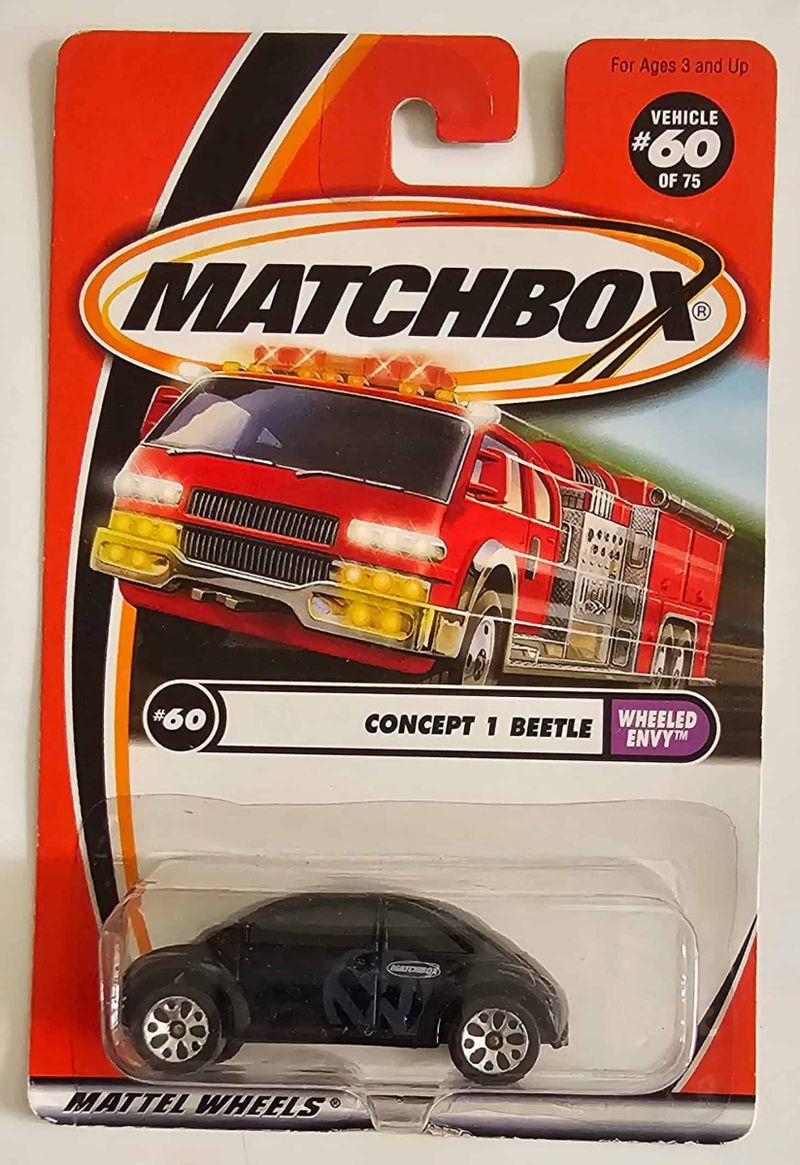 For Ages 3 and Up
VEHICLE
#60
OF 75
MATCHBOX®
#60
CONCEPT 1 BEETLE
WHEELED
ENVY™
MATCHBOX
MATTEL WHEELS®